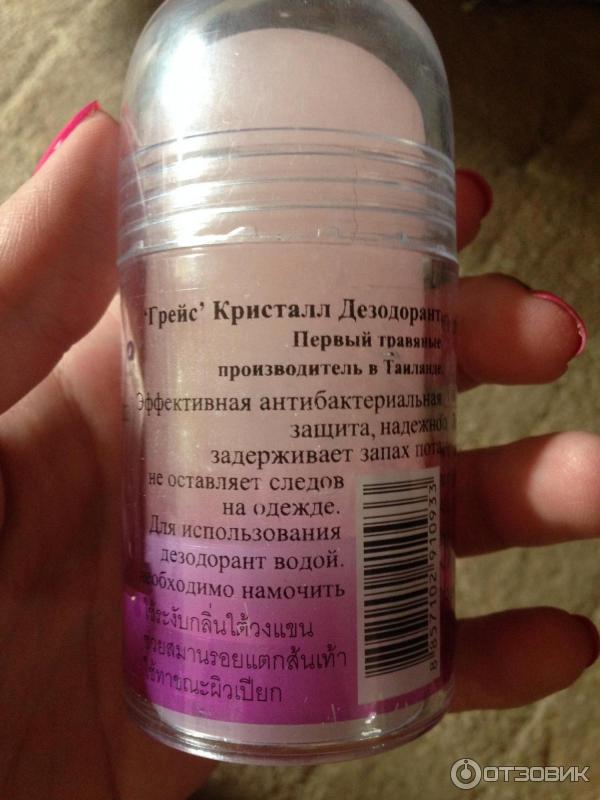 'Грейс' Кристалл Дезодорант
Первый травяные
производитель в Таиланде.
Эффективная антибактериальная
защита, надежно
задерживает запах пота
не оставляет следов
на одежде.
Для использования
дезодорант водой.
необходимо намочить
ใช้ระงับกลิ่นใต้วงแขน
ช่วยสมานรอยแตกส้นเท้า
ใช้ทาขณะผิวเปียก
8 857102 910933
ОТЗОВИК